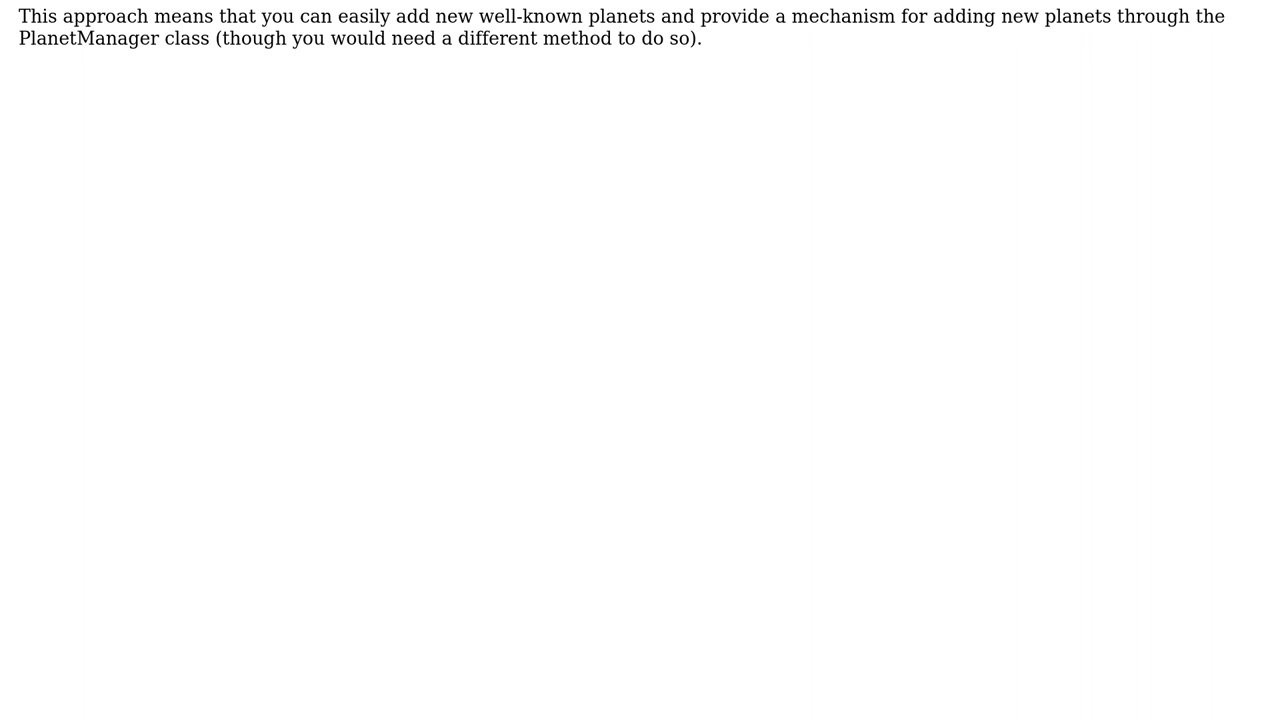 This approach means that you can easily add new well-known planets and provide a mechanism for adding new planets through the
PlanetManager class (though you would need a different method to do so).